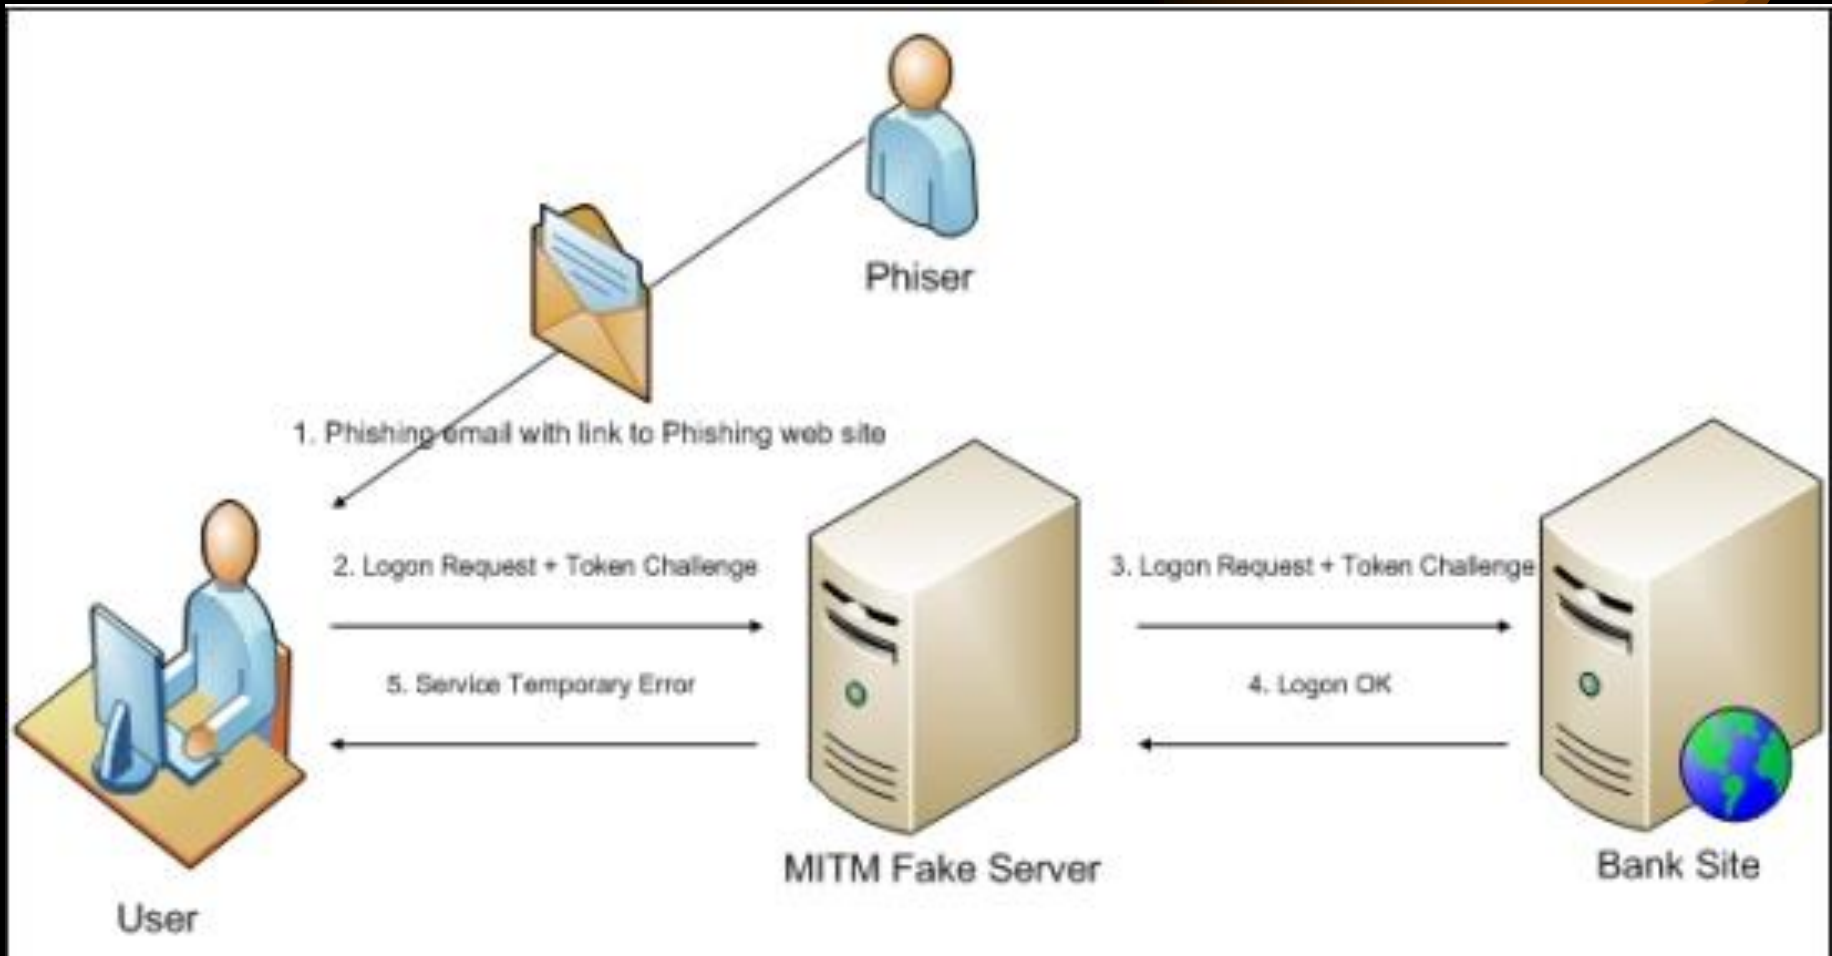 Phiser
1. Phishing email with link to Phishing web site
2. Logon Request + Token Challenge
3. Logon Request + Token Challenge
5. Service Temporary Error
4. Logon OK
MITM Fake Server
Bank Site
User